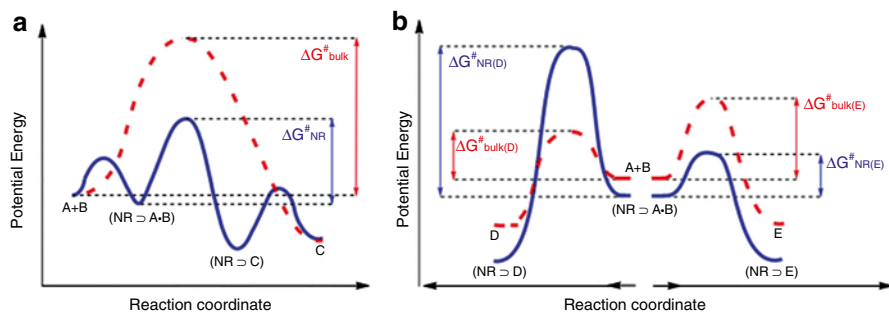 a
Potential Energy
ΔG#bulk
ΔG#NR
A+B
(NR ⊃ A•B)
(NR ⊃ C)
C
Reaction coordinate
b
Potential Energy
ΔG#NR(D)
ΔG#bulk(D)
ΔG#bulk(E)
ΔG#NR(E)
A+B
(NR ⊃ A•B)
D
E
(NR ⊃ D)
(NR ⊃ E)
Reaction coordinate